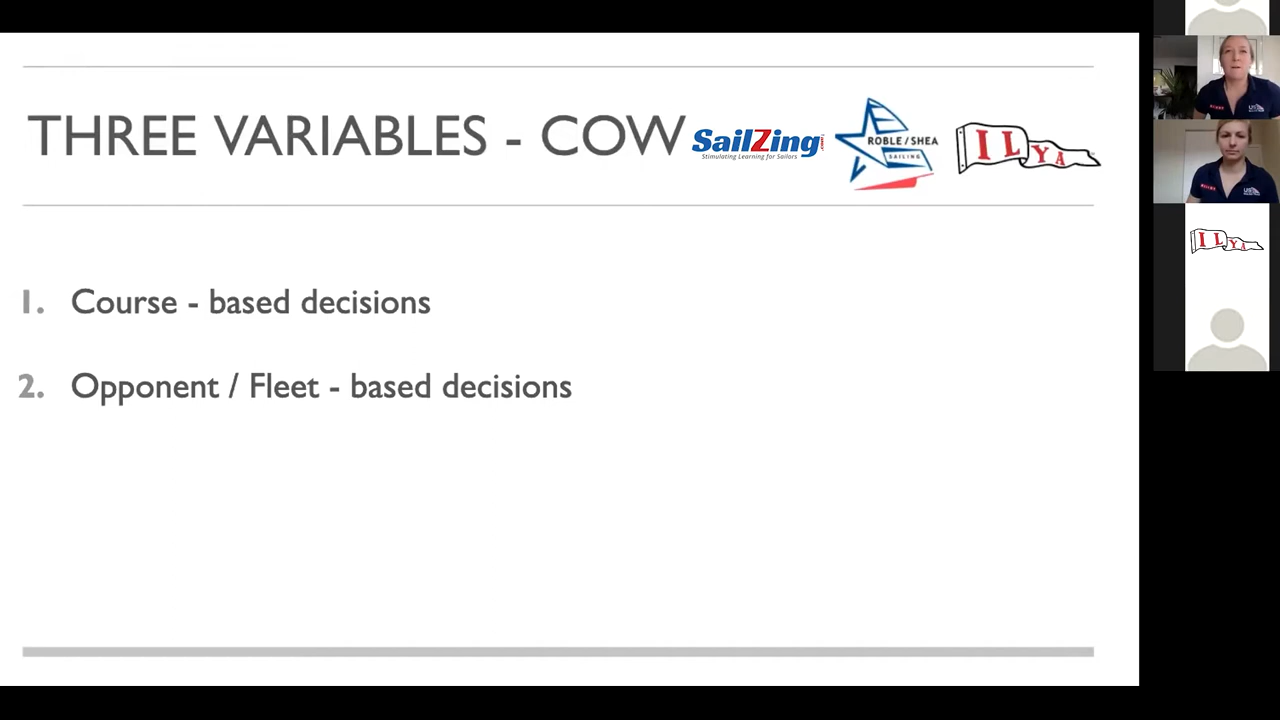 THREE VARIABLES - COW
SailZing
Stimulating Learning for Sailors
ROBLE / SHEA
SAILING
ILYA
1. Course - based decisions
2. Opponent / Fleet - based decisions
ILYA